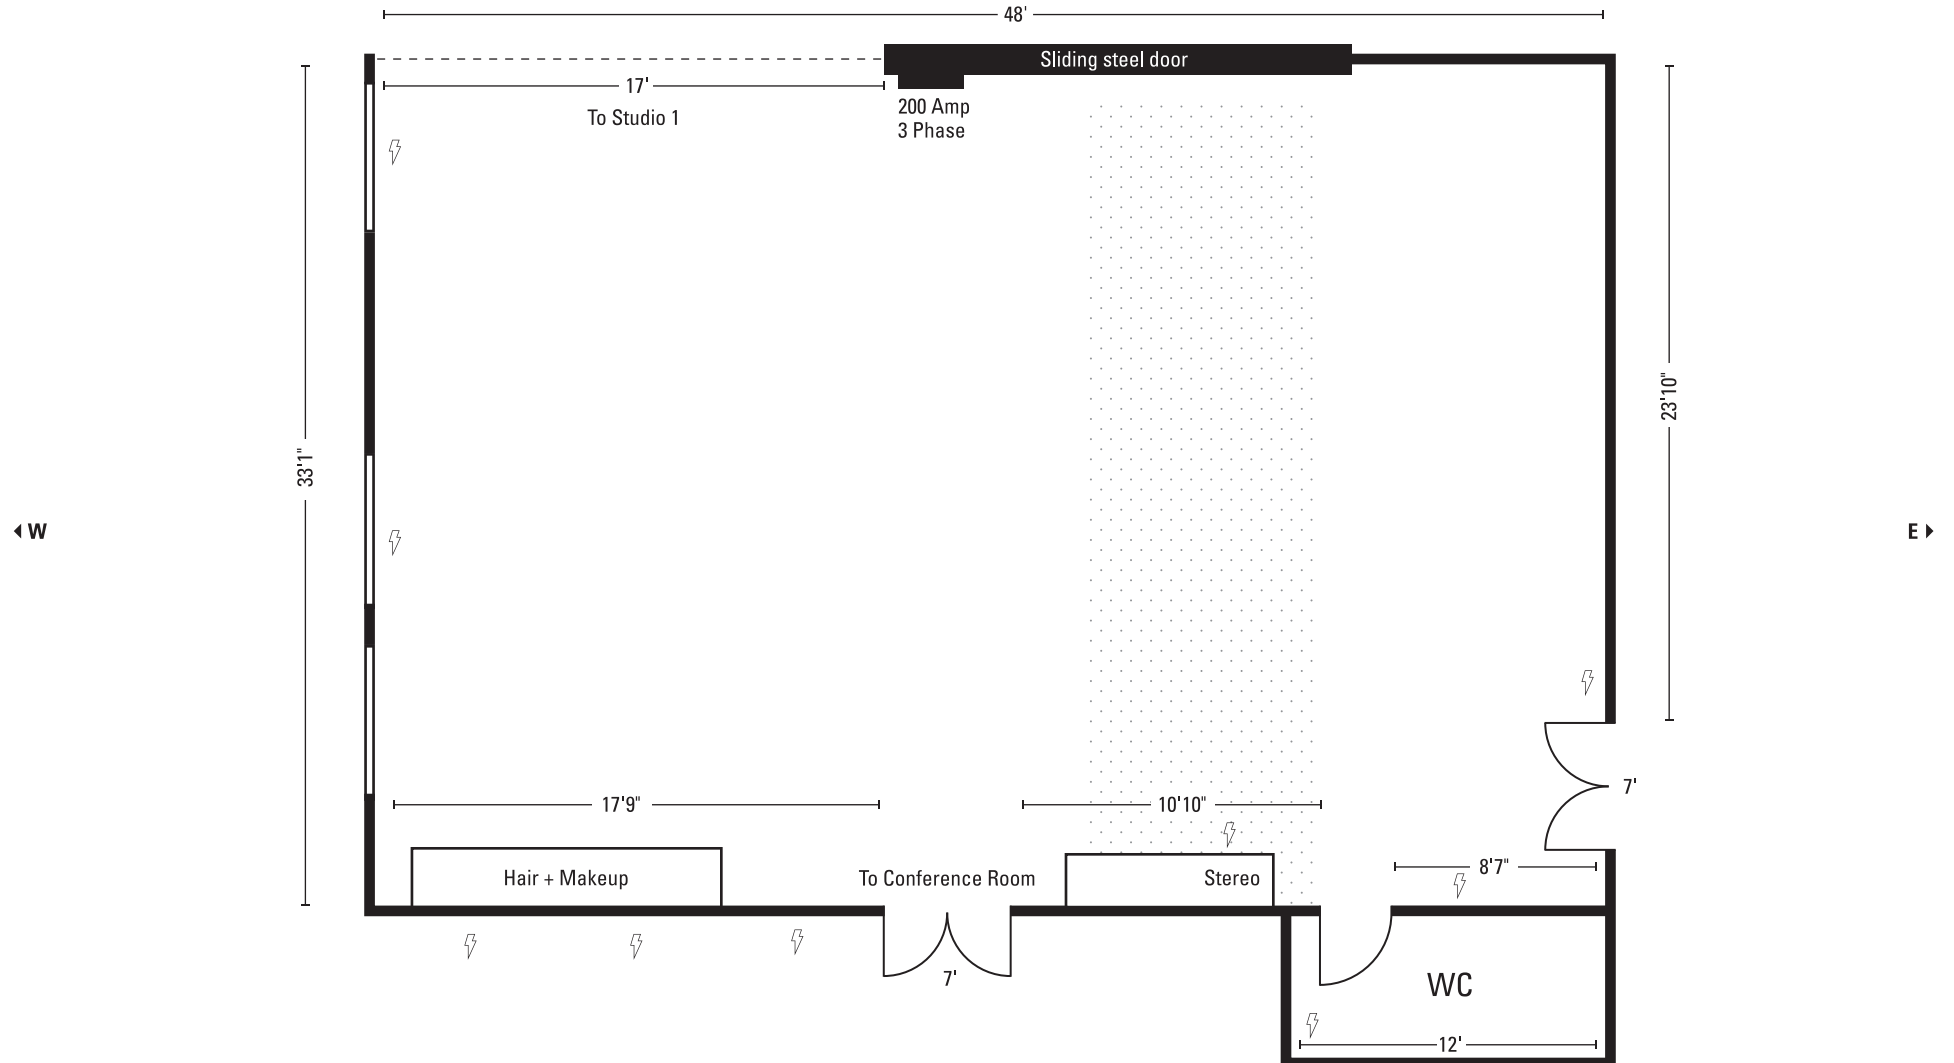 48'
Sliding steel door
17'
To Studio 1
200 Amp
3 Phase
33'1"
23'10"
W
E
17'9"
10'10"
7'
8'7"
Hair + Makeup
To Conference Room
Stereo
7'
WC
12'